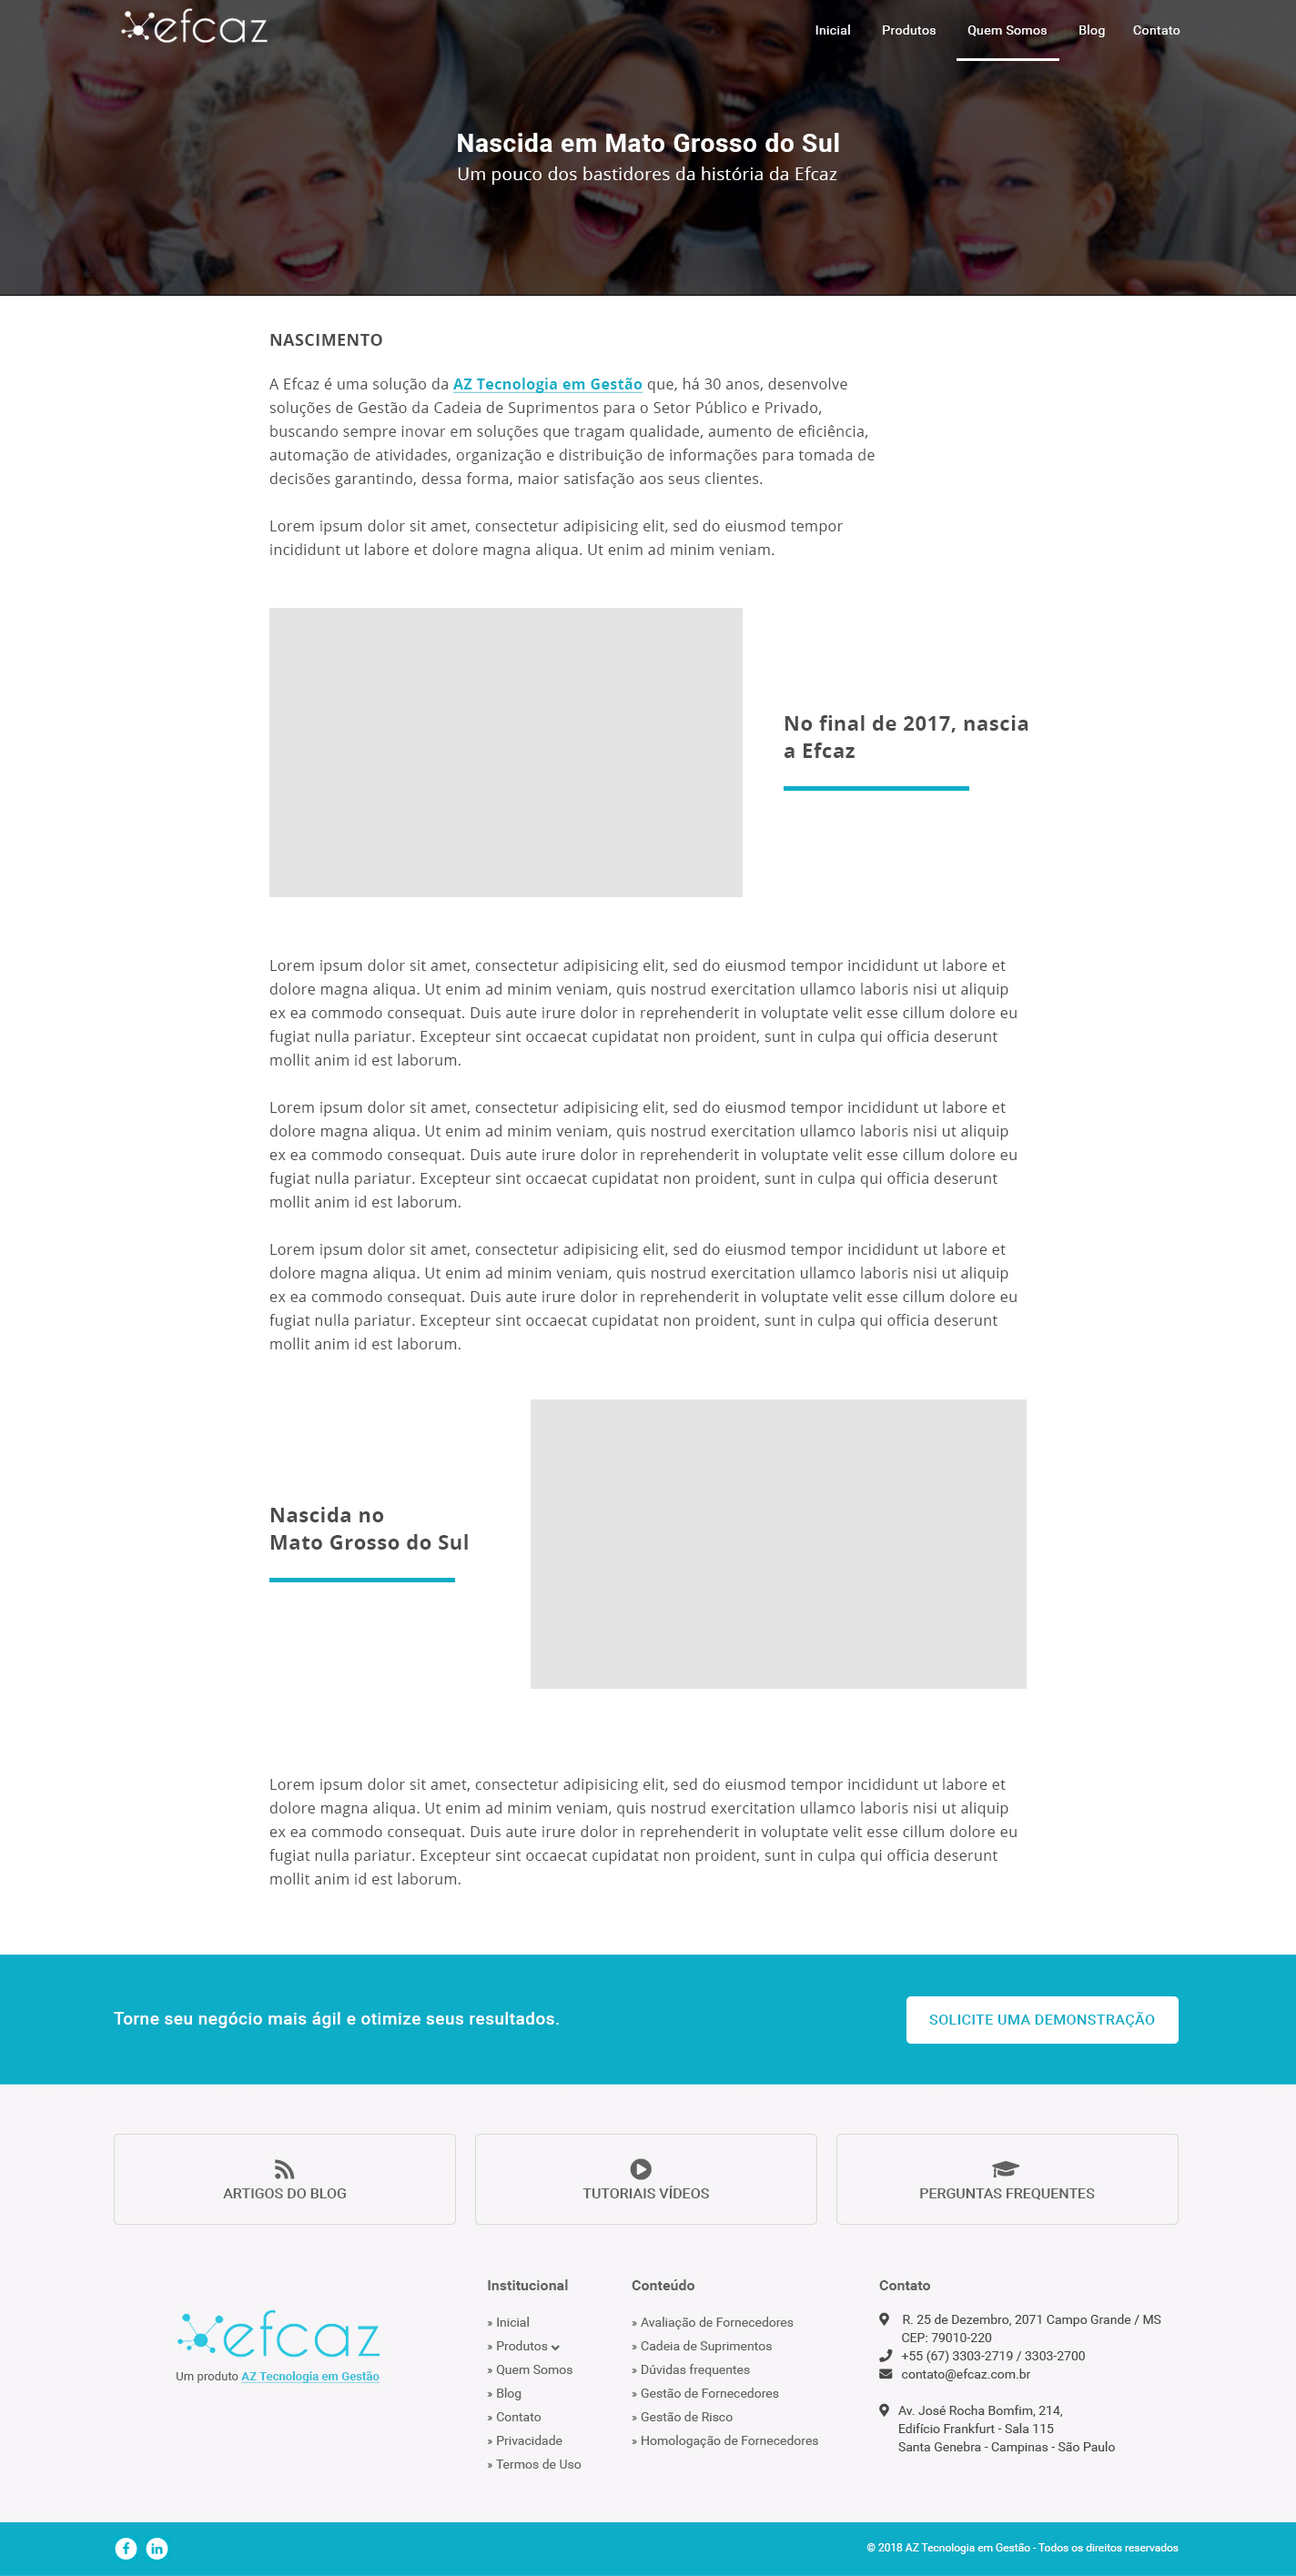 efcaz
Inicial Produtos Quem Somos Blog Contato
Nascida em Mato Grosso do Sul
Um pouco dos bastidores da história da Efcaz
NASCIMENTO
A Efcaz é uma solução da AZ Tecnologia em Gestão que, há 30 anos, desenvolve
soluções de Gestão da Cadeia de Suprimentos para o Setor Público e Privado,
buscando sempre inovar em soluções que tragam qualidade, aumento de eficiência,
automação de atividades, organização e distribuição de informações para tomada de
decisões garantindo, dessa forma, maior satisfação aos seus clientes.
Lorem ipsum dolor sit amet, consectetur adipisicing elit, sed do eiusmod tempor
incididunt ut labore et dolore magna aliqua. Ut enim ad minim veniam.
No final de 2017, nascia
a Efcaz
Lorem ipsum dolor sit amet, consectetur adipisicing elit, sed do eiusmod tempor incididunt ut labore et
dolore magna aliqua. Ut enim ad minim veniam, quis nostrud exercitation ullamco laboris nisi ut aliquip
ex ea commodo consequat. Duis aute irure dolor in reprehenderit in voluptate velit esse cillum dolore eu
fugiat nulla pariatur. Excepteur sint occaecat cupidatat non proident, sunt in culpa qui officia deserunt
mollit anim id est laborum.
Lorem ipsum dolor sit amet, consectetur adipisicing elit, sed do eiusmod tempor incididunt ut labore et
dolore magna aliqua. Ut enim ad minim veniam, quis nostrud exercitation ullamco laboris nisi ut aliquip
ex ea commodo consequat. Duis aute irure dolor in reprehenderit in voluptate velit esse cillum dolore eu
fugiat nulla pariatur. Excepteur sint occaecat cupidatat non proident, sunt in culpa qui officia deserunt
mollit anim id est laborum.
Lorem ipsum dolor sit amet, consectetur adipisicing elit, sed do eiusmod tempor incididunt ut labore et
dolore magna aliqua. Ut enim ad minim veniam, quis nostrud exercitation ullamco laboris nisi ut aliquip
ex ea commodo consequat. Duis aute irure dolor in reprehenderit in voluptate velit esse cillum dolore eu
fugiat nulla pariatur. Excepteur sint occaecat cupidatat non proident, sunt in culpa qui officia deserunt
mollit anim id est laborum.
Nascida no
Mato Grosso do Sul
Lorem ipsum dolor sit amet, consectetur adipisicing elit, sed do eiusmod tempor incididunt ut labore et
dolore magna aliqua. Ut enim ad minim veniam, quis nostrud exercitation ullamco laboris nisi ut aliquip
ex ea commodo consequat. Duis aute irure dolor in reprehenderit in voluptate velit esse cillum dolore eu
fugiat nulla pariatur. Excepteur sint occaecat cupidatat non proident, sunt in culpa qui officia deserunt
mollit anim id est laborum.
Torne seu negócio mais ágil e otimize seus resultados.
SOLICITE UMA DEMONSTRAÇÃO
ARTIGOS DO BLOG
TUTORIAIS VÍDEOS
PERGUNTAS FREQUENTES
efcaz
Um produto AZ Tecnologia em Gestão
Institucional
» Inicial
» Produtos
» Quem Somos
» Blog
» Contato
» Privacidade
» Termos de Uso
Conteúdo
» Avaliação de Fornecedores
» Cadeia de Suprimentos
» Dúvidas frequentes
» Gestão de Fornecedores
» Gestão de Risco
» Homologação de Fornecedores
Contato
R. 25 de Dezembro, 2071 Campo Grande / MS
CEP: 79010-220
+55 (67) 3303-2719 / 3303-2700
contato@efcaz.com.br
Av. José Rocha Bomfim, 214,
Edifício Frankfurt - Sala 115
Santa Genebra - Campinas - São Paulo
© 2018 AZ Tecnologia em Gestão - Todos os direitos reservados